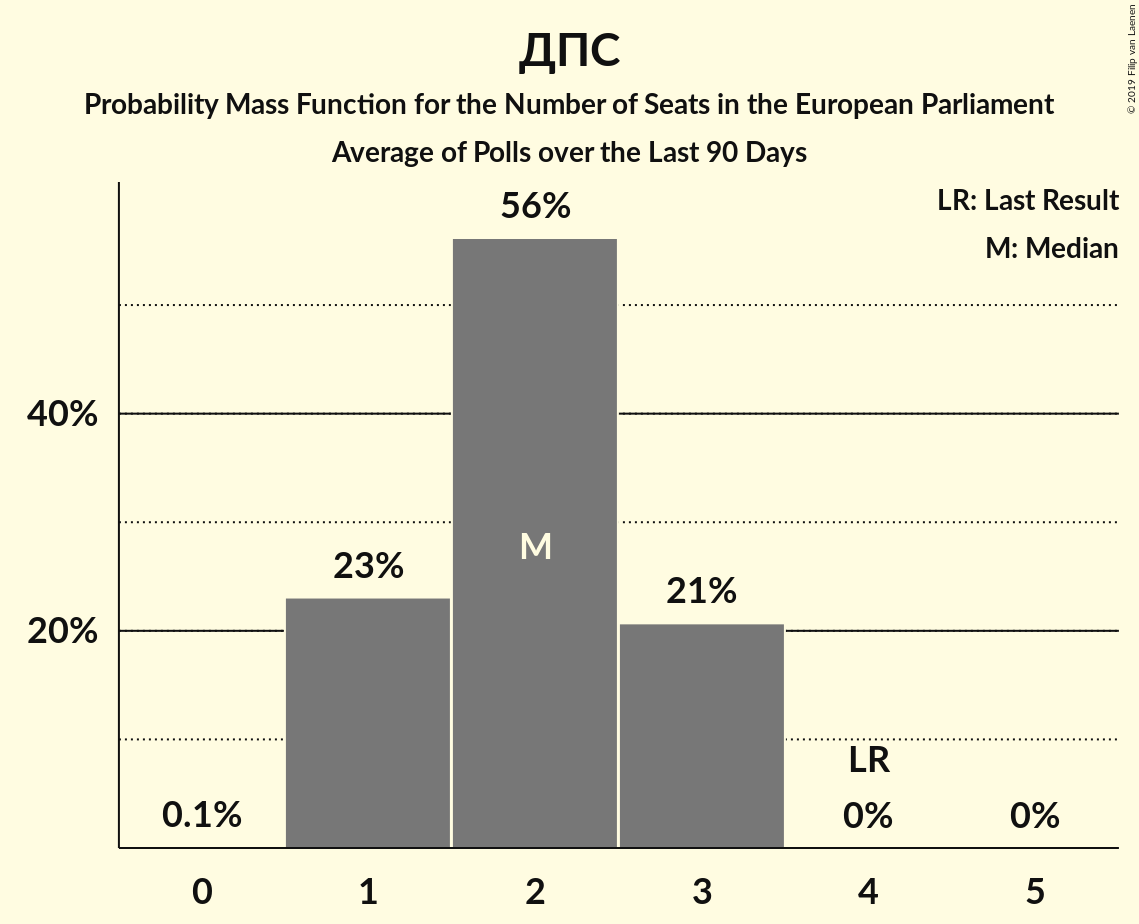 ДПС
Probability Mass Function for the Number of Seats in the European Parliament
Average of Polls over the Last 90 Days
© 2019 Filip van Laenen
LR: Last Result
M: Median
56%
40%
M
23%
21%
20%
LR
0.1%
0%
0%
0
1
2
3
4
5